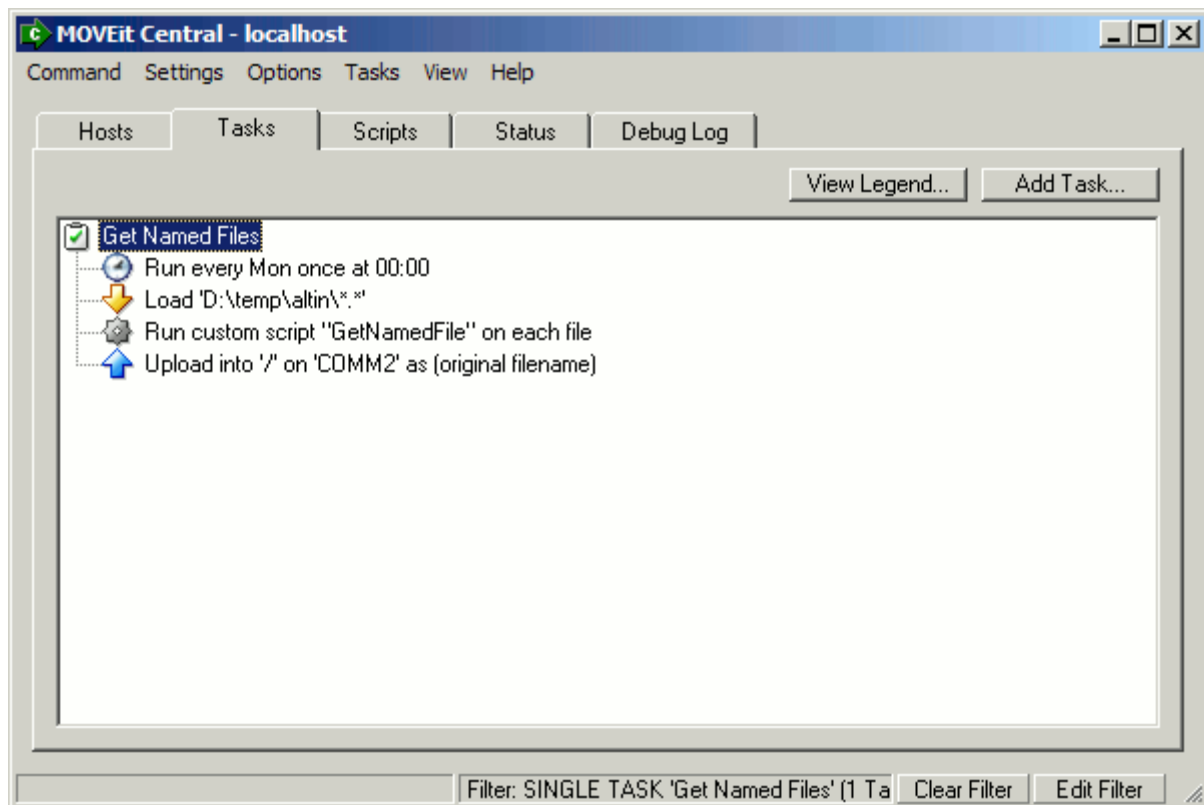 MOVEit Central - localhost
Command Settings Options Tasks View Help
Hosts Tasks Scripts Status Debug Log
View Legend... Add Task...
Get Named Files
Run every Mon once at 00:00
Load 'D:\temp\altin\*.*'
Run custom script "GetNamedFile" on each file
Upload into '/' on 'COMM2' as (original filename)
Filter: SINGLE TASK 'Get Named Files' (1 Ta Clear Filter Edit Filter